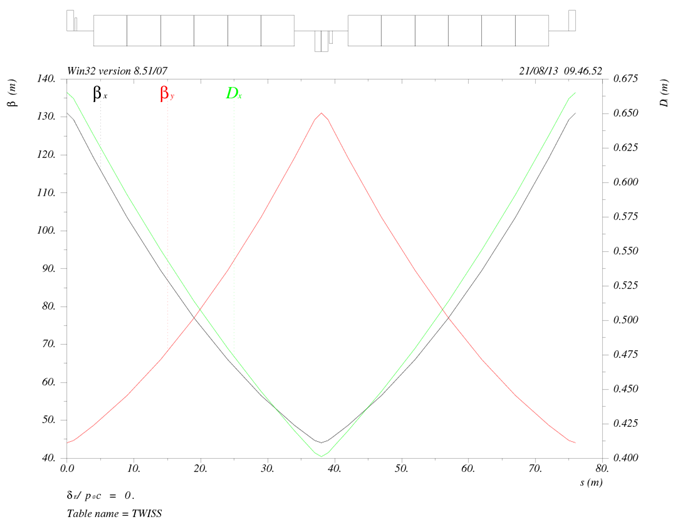 Win32 version 8.51/07 21/08/13 09.46.52
β (m)
D (m)
βx βy Dx
140.
130.
120.
110.
100.
90.
80.
70.
60.
50.
40.
0.675
0.650
0.625
0.600
0.575
0.550
0.525
0.500
0.475
0.450
0.425
0.400
0.0 10. 20. 30. 40. 50. 60. 70. 80.
s (m)
p₀c = 0.
Table name = TWISS